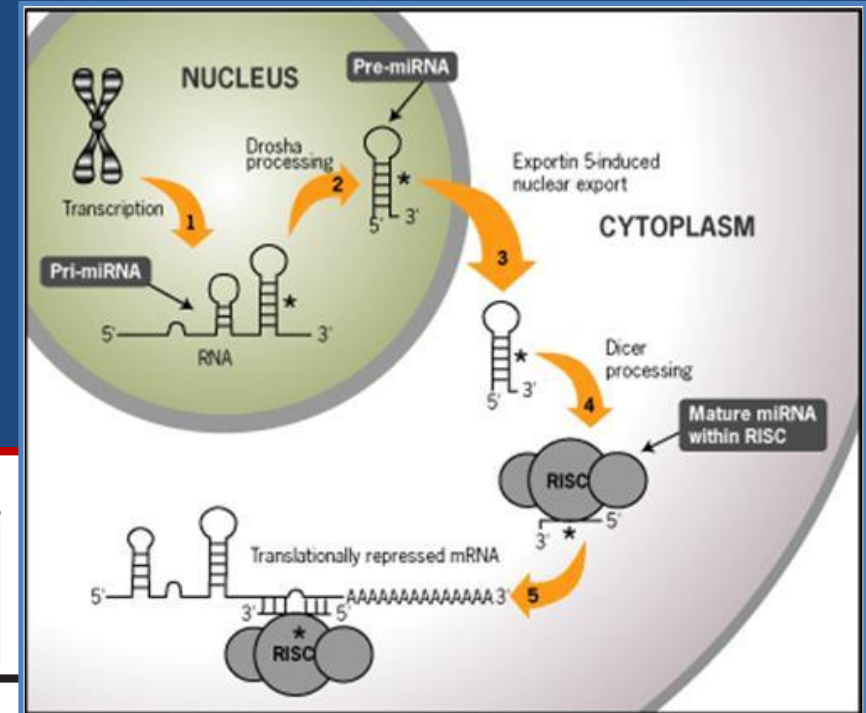 NUCLEUS
Pre-miRNA
Drosha
processing
2
*
5' 3'
Transcription
1
Pri-miRNA
*
5' 3'
RNA
Exportin 5-induced
nuclear export
CYTOPLASM
3
*
5' 3'
Dicer
processing
4
Mature miRNA
within RISC
RISC
3' * 5'
Translationally repressed mRNA
5' AAAAAAAAAAAAAA 3' 5
3' 5'
*
RISC